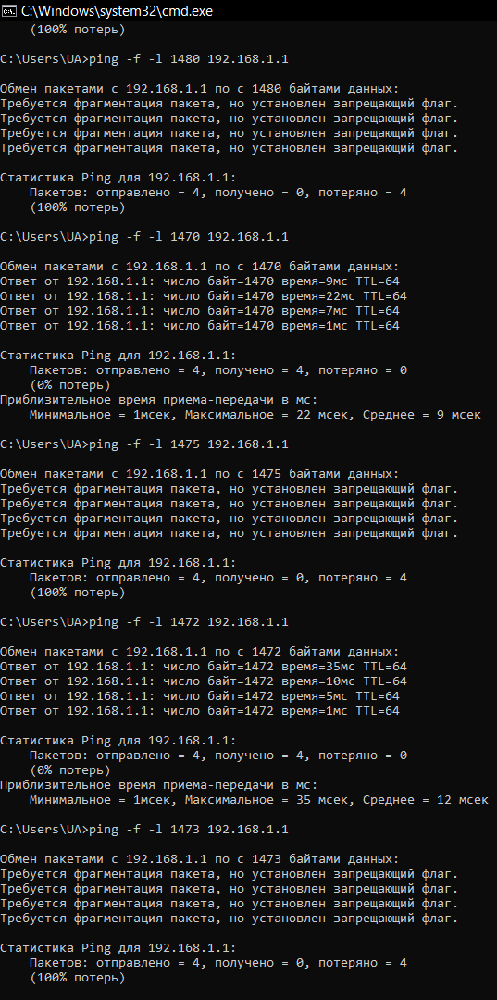 C:\Windows\system32\cmd.exe
(100% потерь)
C:\Users\UA>ping -f -l 1480 192.168.1.1
Обмен пакетами с 192.168.1.1 по с 1480 байтами данных:
Требуется фрагментация пакета, но установлен запрещающий флаг.
Требуется фрагментация пакета, но установлен запрещающий флаг.
Требуется фрагментация пакета, но установлен запрещающий флаг.
Требуется фрагментация пакета, но установлен запрещающий флаг.
Статистика Ping для 192.168.1.1:
Пакетов: отправлено = 4, получено = 0, потеряно = 4
(100% потерь)
C:\Users\UA>ping -f -l 1470 192.168.1.1
Обмен пакетами с 192.168.1.1 по с 1470 байтами данных:
Ответ от 192.168.1.1: число байт=1470 время=9мс TTL=64
Ответ от 192.168.1.1: число байт=1470 время=22мс TTL=64
Ответ от 192.168.1.1: число байт=1470 время=7мс TTL=64
Ответ от 192.168.1.1: число байт=1470 время=1мс TTL=64
Статистика Ping для 192.168.1.1:
Пакетов: отправлено = 4, получено = 4, потеряно = 0
(0% потерь)
Приблизительное время приема-передачи в мс:
Минимальное = 1мсек, Максимальное = 22 мсек, Среднее = 9 мсек
C:\Users\UA>ping -f -l 1475 192.168.1.1
Обмен пакетами с 192.168.1.1 по с 1475 байтами данных:
Требуется фрагментация пакета, но установлен запрещающий флаг.
Требуется фрагментация пакета, но установлен запрещающий флаг.
Требуется фрагментация пакета, но установлен запрещающий флаг.
Требуется фрагментация пакета, но установлен запрещающий флаг.
Статистика Ping для 192.168.1.1:
Пакетов: отправлено = 4, получено = 0, потеряно = 4
(100% потерь)
C:\Users\UA>ping -f -l 1472 192.168.1.1
Обмен пакетами с 192.168.1.1 по с 1472 байтами данных:
Ответ от 192.168.1.1: число байт=1472 время=35мс TTL=64
Ответ от 192.168.1.1: число байт=1472 время=10мс TTL=64
Ответ от 192.168.1.1: число байт=1472 время=5мс TTL=64
Ответ от 192.168.1.1: число байт=1472 время=1мс TTL=64
Статистика Ping для 192.168.1.1:
Пакетов: отправлено = 4, получено = 4, потеряно = 0
(0% потерь)
Приблизительное время приема-передачи в мс:
Минимальное = 1мсек, Максимальное = 35 мсек, Среднее = 12 мсек
C:\Users\UA>ping -f -l 1473 192.168.1.1
Обмен пакетами с 192.168.1.1 по с 1473 байтами данных:
Требуется фрагментация пакета, но установлен запрещающий флаг.
Требуется фрагментация пакета, но установлен запрещающий флаг.
Требуется фрагментация пакета, но установлен запрещающий флаг.
Требуется фрагментация пакета, но установлен запрещающий флаг.
Статистика Ping для 192.168.1.1:
Пакетов: отправлено = 4, получено = 0, потеряно = 4
(100% потерь)